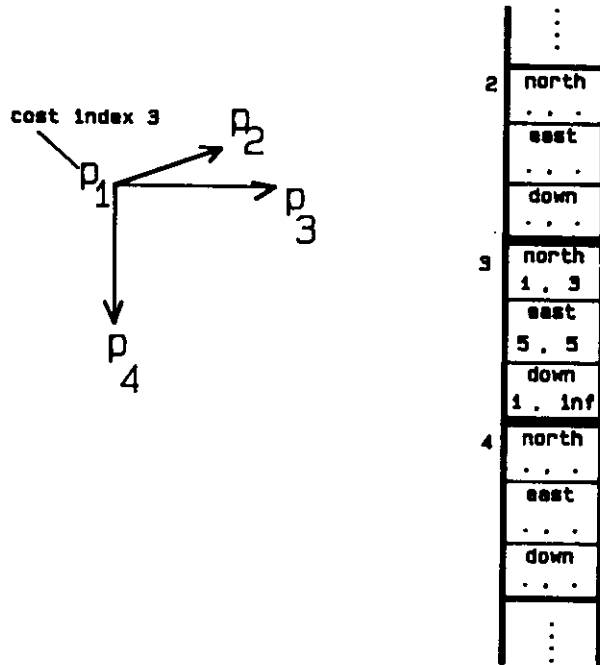 cost index 3
p1
p2
p3
p4
2
north
. . .
east
. . .
down
. . .
3
north
1 , 3
east
5 , 5
down
1 , inf
4
north
. . .
east
. . .
down
. . .